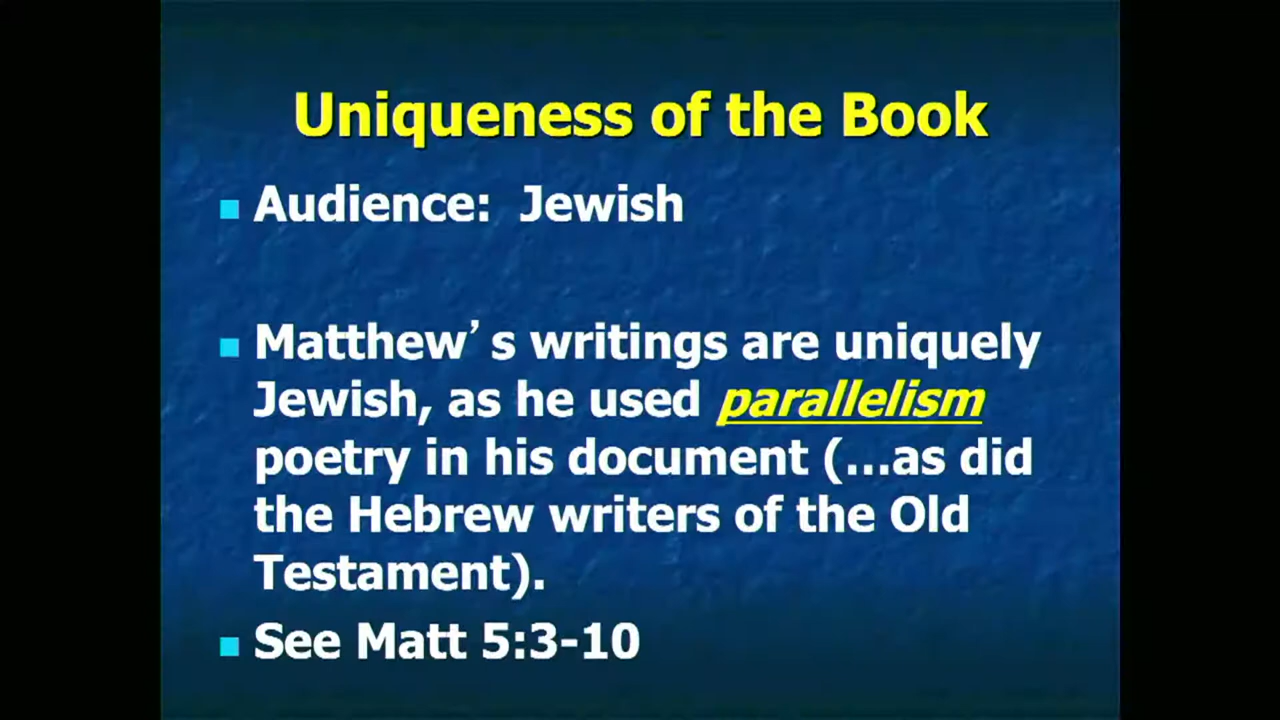 Uniqueness of the Book
Audience: Jewish
Matthew’s writings are uniquely
Jewish, as he used parallelism
poetry in his document (…as did
the Hebrew writers of the Old
Testament).
See Matt 5:3-10